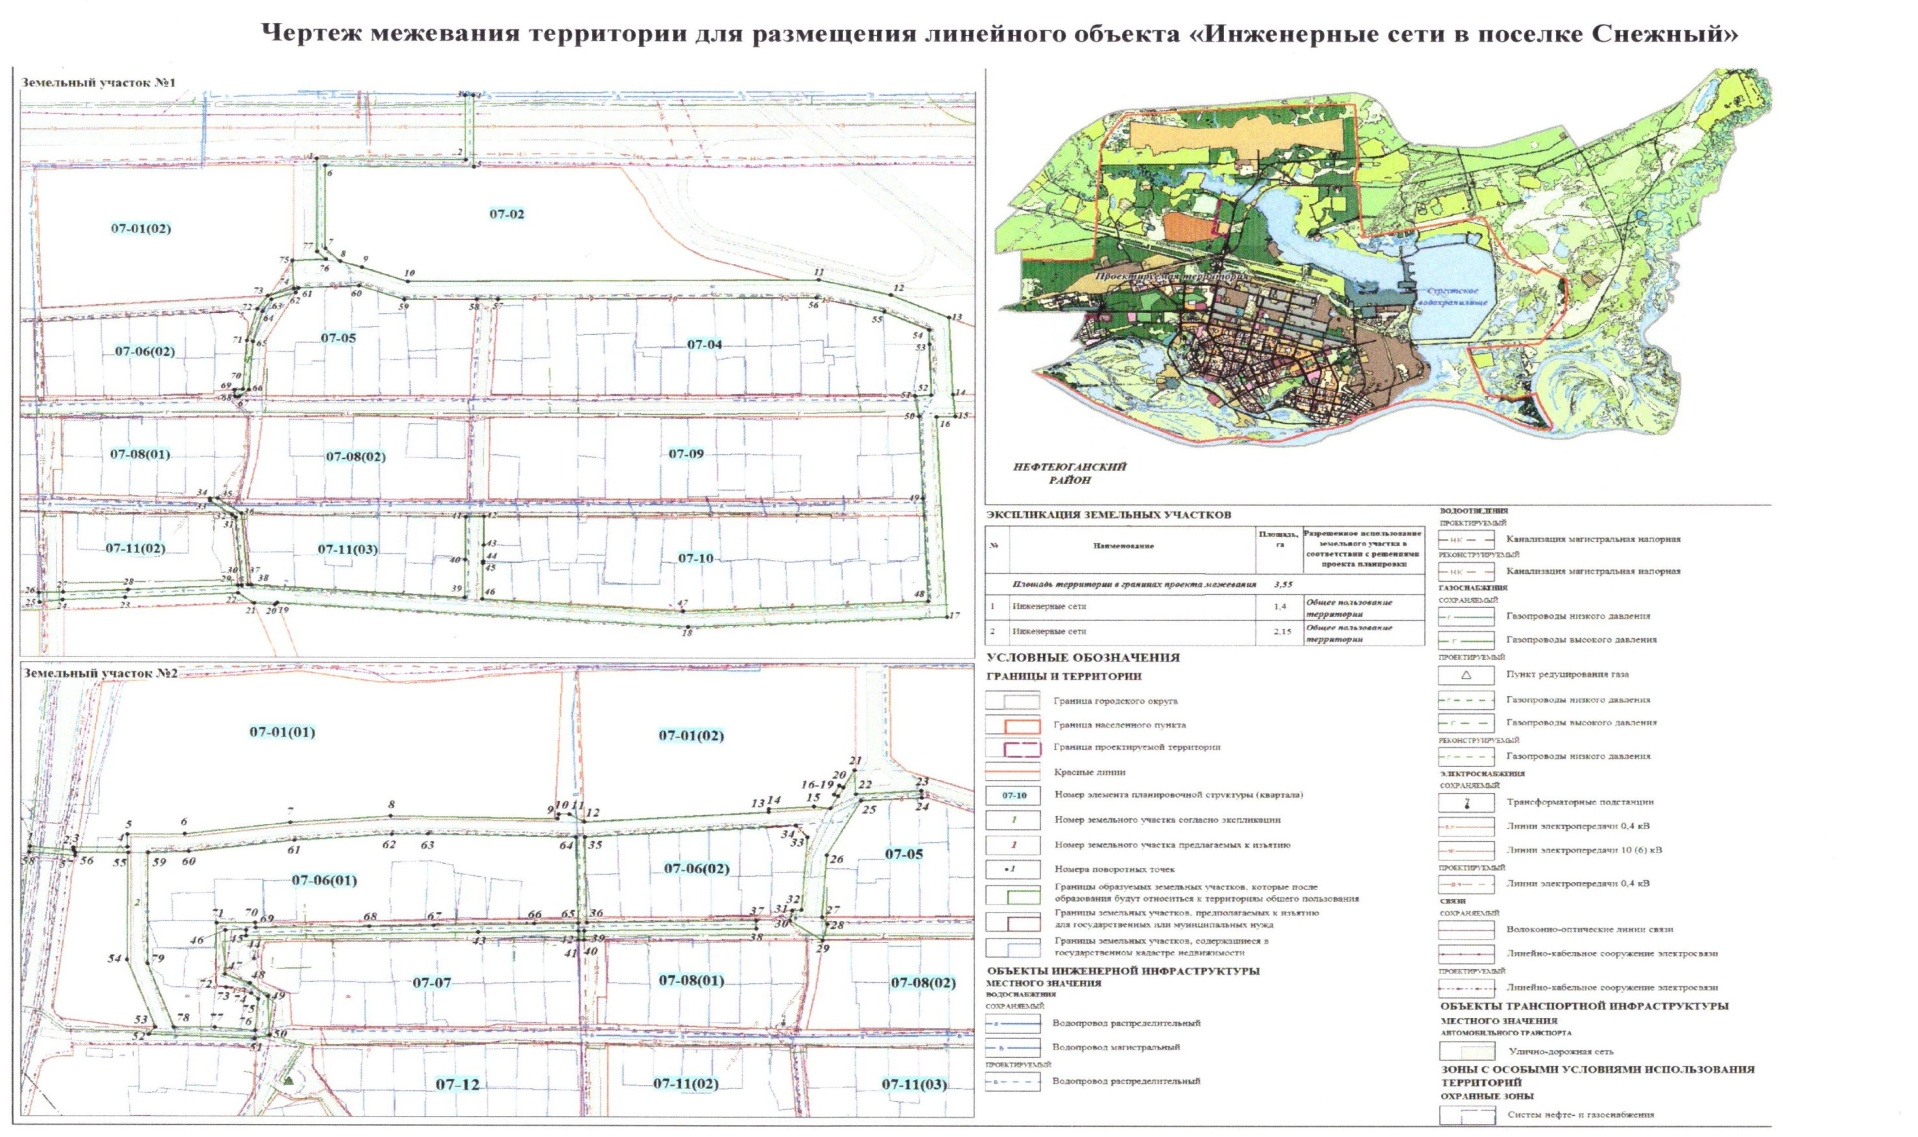 Чертеж межевания территории для размещения линейного объекта «Инженерные сети в поселке Снежный»
Земельный участок №1
07-01(02)
07-02
07-06(02)
07-05
07-04
07-08(01)
07-08(02)
07-09
07-11(02)
07-11(03)
07-10
Земельный участок №2
07-01(01)
07-01(02)
07-06(01)
07-06(02)
07-05
07-07
07-08(01)
07-08(02)
07-12
07-11(02)
07-11(03)
Проектируемая территория
Сургутское
водохранилище
НЕФТЕЮГАНСКИЙ
РАЙОН
ЭКСПЛИКАЦИЯ ЗЕМЕЛЬНЫХ УЧАСТКОВ
№
Наименование
Площадь,
га
Разрешенное использование
земельного участка в
соответствии с решениями
проекта планировки
Площадь территории в границах проекта межевания 3,55
1 Инженерные сети 1,4 Общее пользование
территории
2 Инженерные сети 2,15 Общее пользование
территории
УСЛОВНЫЕ ОБОЗНАЧЕНИЯ
ГРАНИЦЫ И ТЕРРИТОРИИ
Граница городского округа
Граница населенного пункта
Граница проектируемой территории
Красные линии
07-10 Номер элемента планировочной структуры (квартала)
1 Номер земельного участка согласно экспликации
1 Номер земельного участка предлагаемых к изъятию
•1 Номера поворотных точек
Границы образуемых земельных участков, которые после
образования будут относиться к территориям общего пользования
Границы земельных участков, предполагаемых к изъятию
для государственных или муниципальных нужд
Границы земельных участков, содержащиеся в
государственном кадастре недвижимости
ОБЪЕКТЫ ИНЖЕНЕРНОЙ ИНФРАСТРУКТУРЫ
МЕСТНОГО ЗНАЧЕНИЯ
ВОДОСНАБЖЕНИЯ
СОХРАНЯЕМЫЙ
Водопровод распределительный
Водопровод магистральный
ПРОЕКТИРУЕМЫЙ
Водопровод распределительный
ВОДООТВЕДЕНИЯ
ПРОЕКТИРУЕМЫЙ
Канализация магистральная напорная
РЕКОНСТРУИРУЕМЫЙ
Канализация магистральная напорная
ГАЗОСНАБЖЕНИЯ
СОХРАНЯЕМЫЙ
Газопроводы низкого давления
Газопроводы высокого давления
ПРОЕКТИРУЕМЫЙ
Пункт редуцирования газа
Газопроводы низкого давления
Газопроводы высокого давления
РЕКОНСТРУИРУЕМЫЙ
Газопроводы низкого давления
ЭЛЕКТРОСНАБЖЕНИЯ
СОХРАНЯЕМЫЙ
Трансформаторные подстанции
Линии электропередачи 0,4 кВ
Линии электропередачи 10 (6) кВ
ПРОЕКТИРУЕМЫЙ
Линии электропередачи 0,4 кВ
СВЯЗИ
СОХРАНЯЕМЫЙ
Волоконно-оптические линии связи
Линейно-кабельное сооружение электросвязи
ПРОЕКТИРУЕМЫЙ
Линейно-кабельное сооружение электросвязи
ОБЪЕКТЫ ТРАНСПОРТНОЙ ИНФРАСТРУКТУРЫ
МЕСТНОГО ЗНАЧЕНИЯ
АВТОМОБИЛЬНОГО ТРАНСПОРТА
Улично-дорожная сеть
ЗОНЫ С ОСОБЫМИ УСЛОВИЯМИ ИСПОЛЬЗОВАНИЯ
ТЕРРИТОРИЙ
ОХРАННЫЕ ЗОНЫ
Систем нефте- и газоснабжения